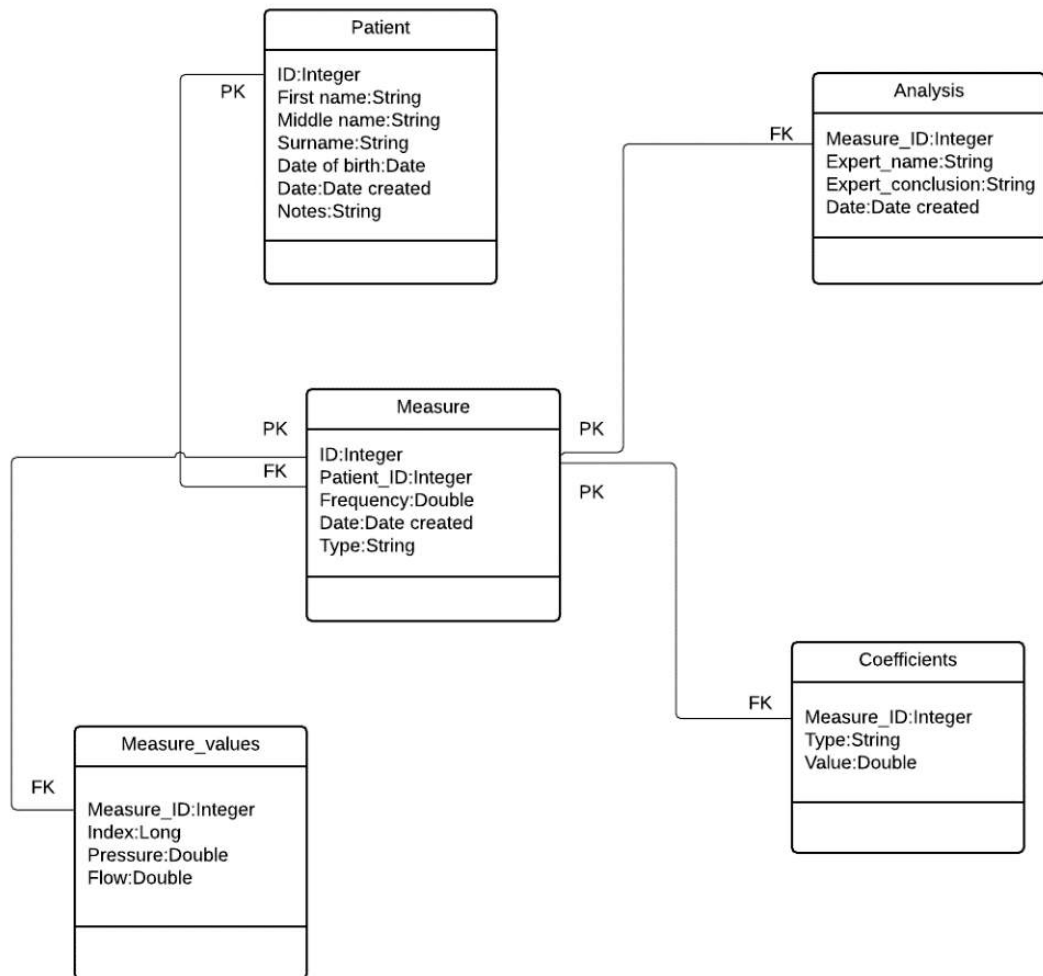 Patient
PK
ID:Integer
First name:String
Middle name:String
Surname:String
Date of birth:Date
Date:Date created
Notes:String
Analysis
FK
Measure_ID:Integer
Expert_name:String
Expert_conclusion:String
Date:Date created
Measure
PK
FK
ID:Integer
Patient_ID:Integer
Frequency:Double
Date:Date created
Type:String
PK
PK
Coefficients
FK
Measure_ID:Integer
Type:String
Value:Double
Measure_values
FK
Measure_ID:Integer
Index:Long
Pressure:Double
Flow:Double